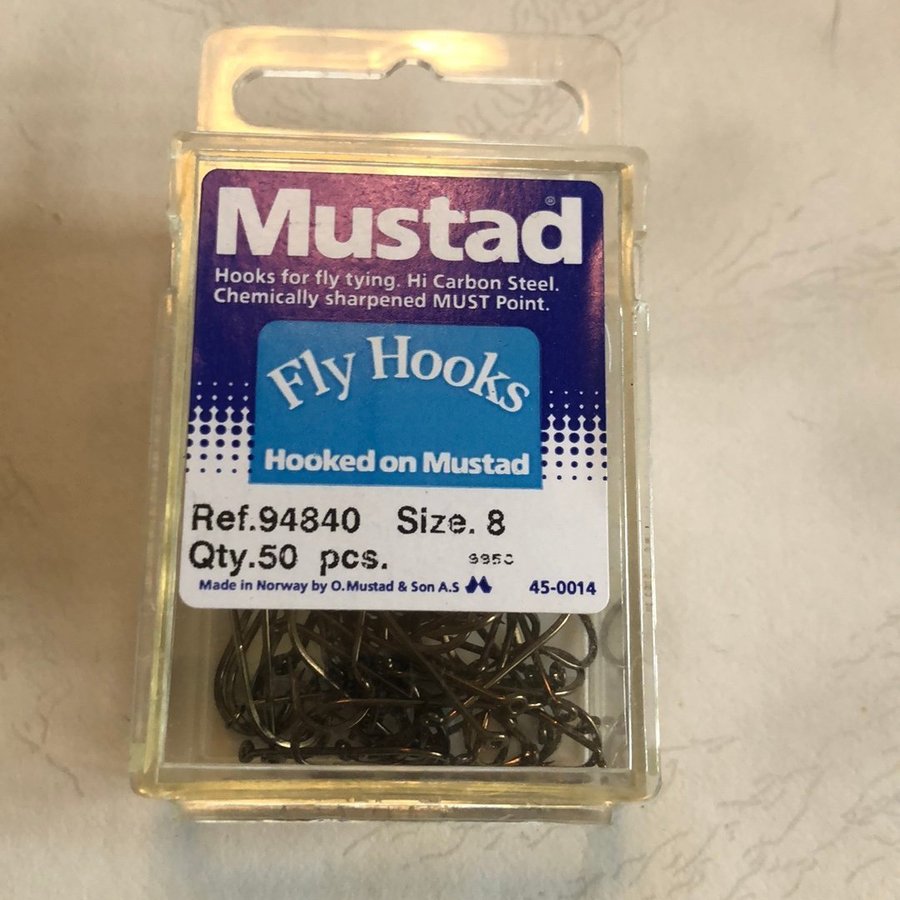 Mustad
Hooks for fly tying. Hi Carbon Steel.
Chemically sharpened MUST Point.
Fly Hooks
Hooked on Mustad
Ref.94840 Size. 8
Qty.50 pcs.
Made in Norway by O.Mustad & Son A.S 45-0014